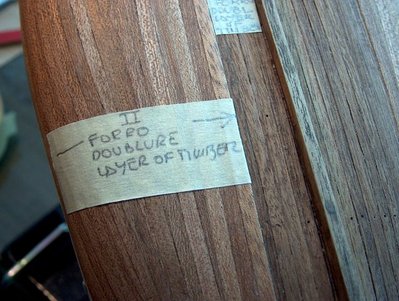 II
FORRO
DOUBLURE
LAYER OF TIMBER